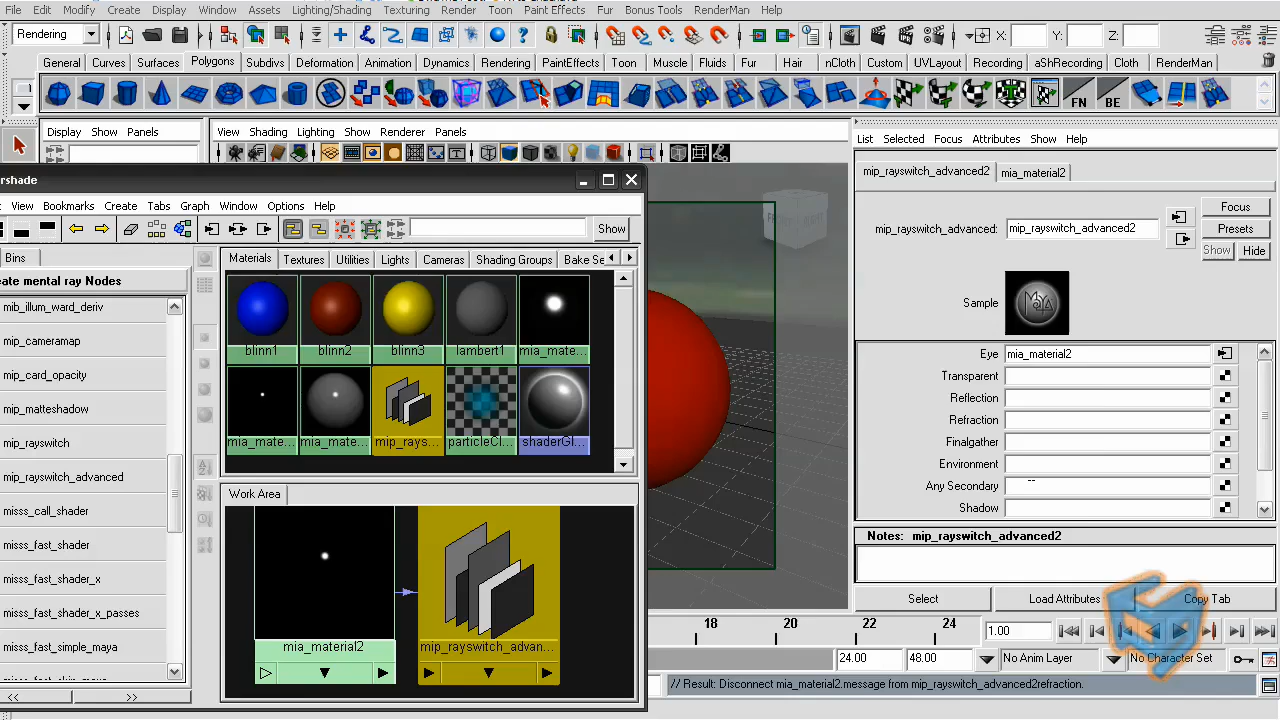 File Edit Modify Create Display Window Assets Lighting/Shading Texturing Render Toon Paint Effects Fur Bonus Tools RenderMan Help
Rendering X: Y: Z:
General Curves Surfaces Polygons Subdivs Deformation Animation Dynamics Rendering PaintEffects Toon Muscle Fluids Fur Hair nCloth Custom UVLayout Recording aShRecording Cloth RenderMan
FN BE
Display Show Panels
View Shading Lighting Show Renderer Panels
List Selected Focus Attributes Show Help
rshade
mip_rayswitch_advanced2 mia_material2
View Bookmarks Create Tabs Graph Window Options Help
Show
Focus
mip_rayswitch_advanced: mip_rayswitch_advanced2 Presets
Show Hide
Bins
Materials Textures Utilities Lights Cameras Shading Groups Bake Se
eate mental ray Nodes
mib_illum_ward_deriv
mip_cameramap
mip_card_opacity
mip_matteshadow
mip_rayswitch
mip_rayswitch_advanced
misss_call_shader
misss_fast_shader
misss_fast_shader_x
misss_fast_shader_x_passes
misss_fast_simple_maya
blinn1 blinn2 blinn3 lambert1 mia_mate...
mia_mate... mia_mate... mip_rays... particleCl... shaderGl...
Work Area
mia_material2 mip_rayswitch_advan...
Sample
Eye mia_material2
Transparent
Reflection
Refraction
Finalgather
Environment
Any Secondary
Shadow
Notes: mip_rayswitch_advanced2
Select Load Attributes Copy Tab
18 20 22 24 1.00
24.00 48.00 No Anim Layer No Character Set
// Result: Disconnect mia_material2.message from mip_rayswitch_advanced2refraction.